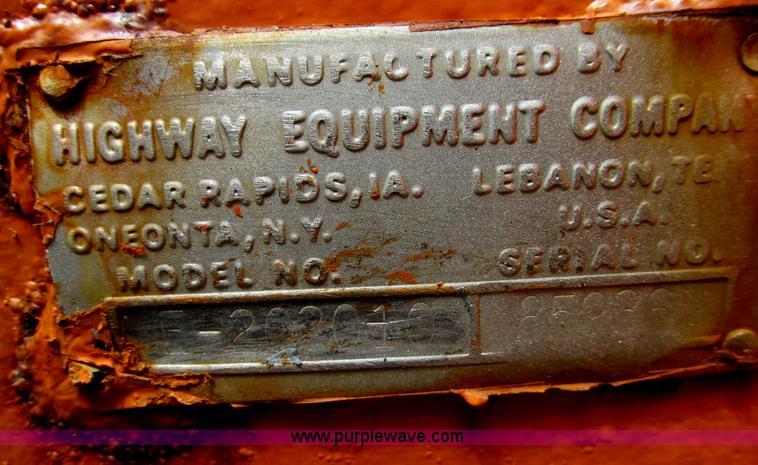 MANUFACTURED BY
HIGHWAY EQUIPMENT COMPAN
CEDAR RAPIDS, IA. LEBANON, TE
ONEONTA, N.Y. U.S.A.
MODEL NO. SERIAL NO.
www.purplewave.com